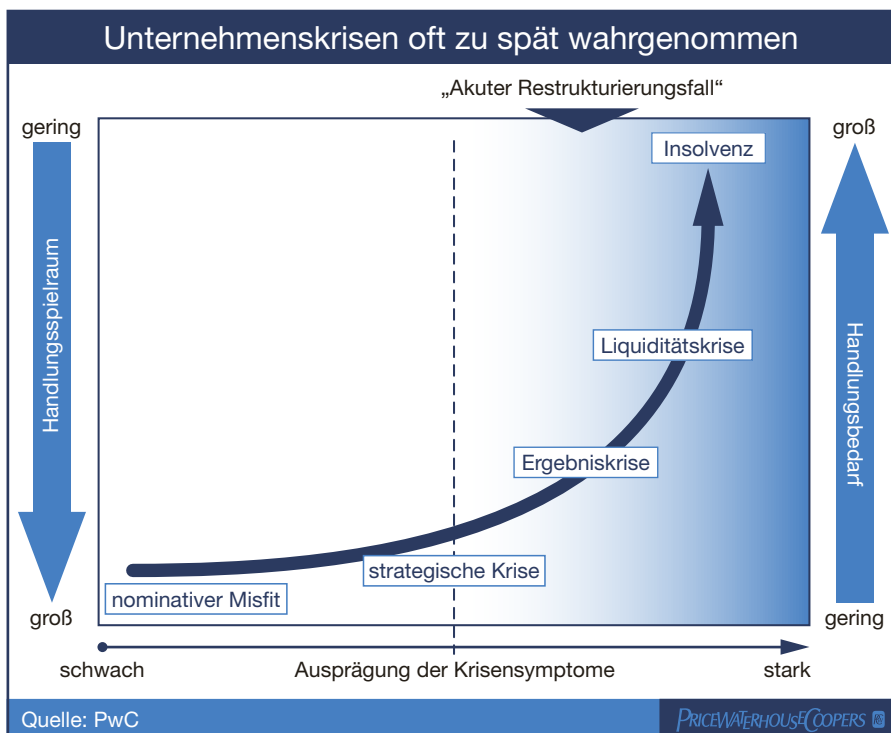 Unternehmenskrisen oft zu spät wahrgenommen
„Akuter Restrukturierungsfall“
gering
groß
Insolvenz
Handlungsspielraum
Handlungsbedarf
Liquiditätskrise
Ergebniskrise
strategische Krise
nominativer Misfit
groß
gering
schwach
Ausprägung der Krisensymptome
stark
Quelle: PwC
PRICEWATERHOUSECOOPERS